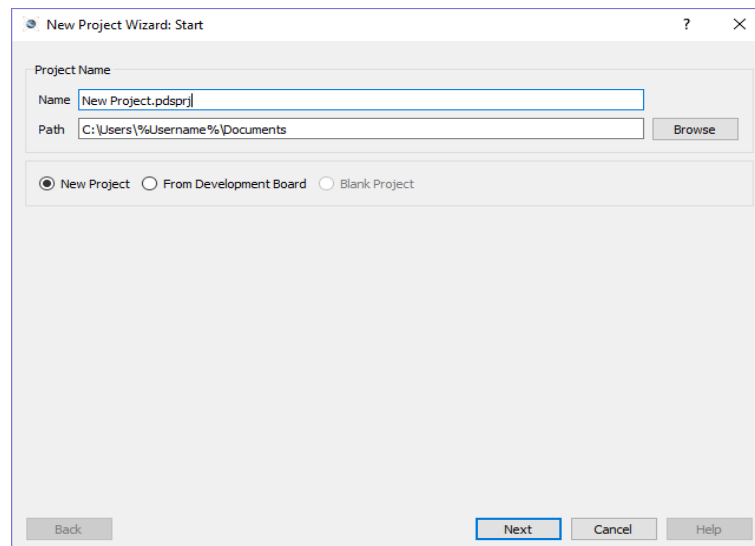 New Project Wizard: Start
?
Project Name
Name New Project.pdsprj
Path C:\Users\%Username%\Documents Browse
New Project From Development Board Blank Project
Back Next Cancel Help